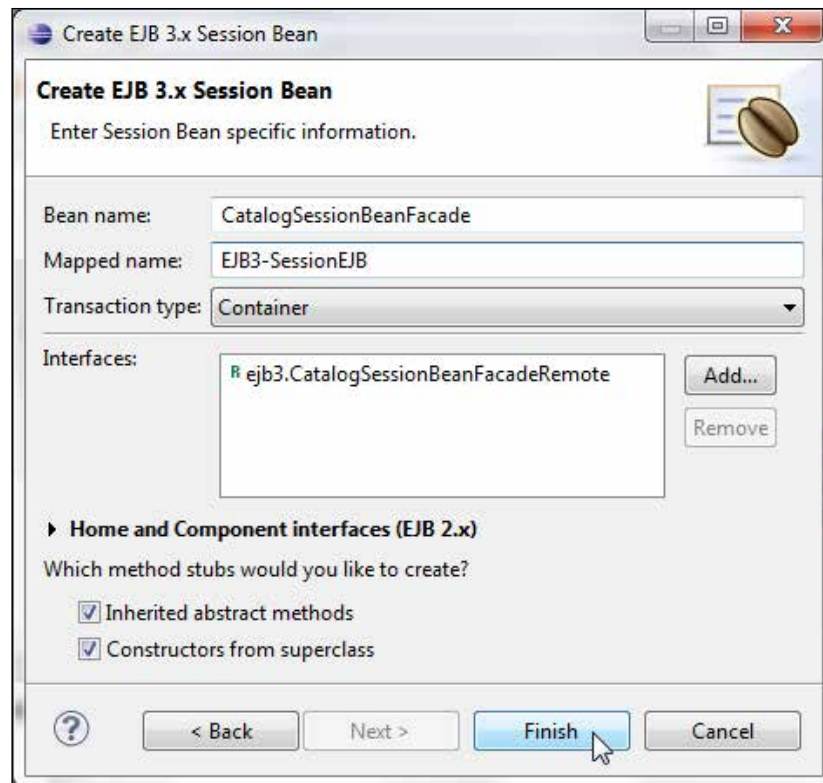 Create EJB 3.x Session Bean
Create EJB 3.x Session Bean
Enter Session Bean specific information.
Bean name: CatalogSessionBeanFacade
Mapped name: EJB3-SessionEJB
Transaction type: Container
Interfaces: R ejb3.CatalogSessionBeanFacadeRemote Add...
Remove
Home and Component interfaces (EJB 2.x)
Which method stubs would you like to create?
Inherited abstract methods
Constructors from superclass
? < Back Next > Finish Cancel